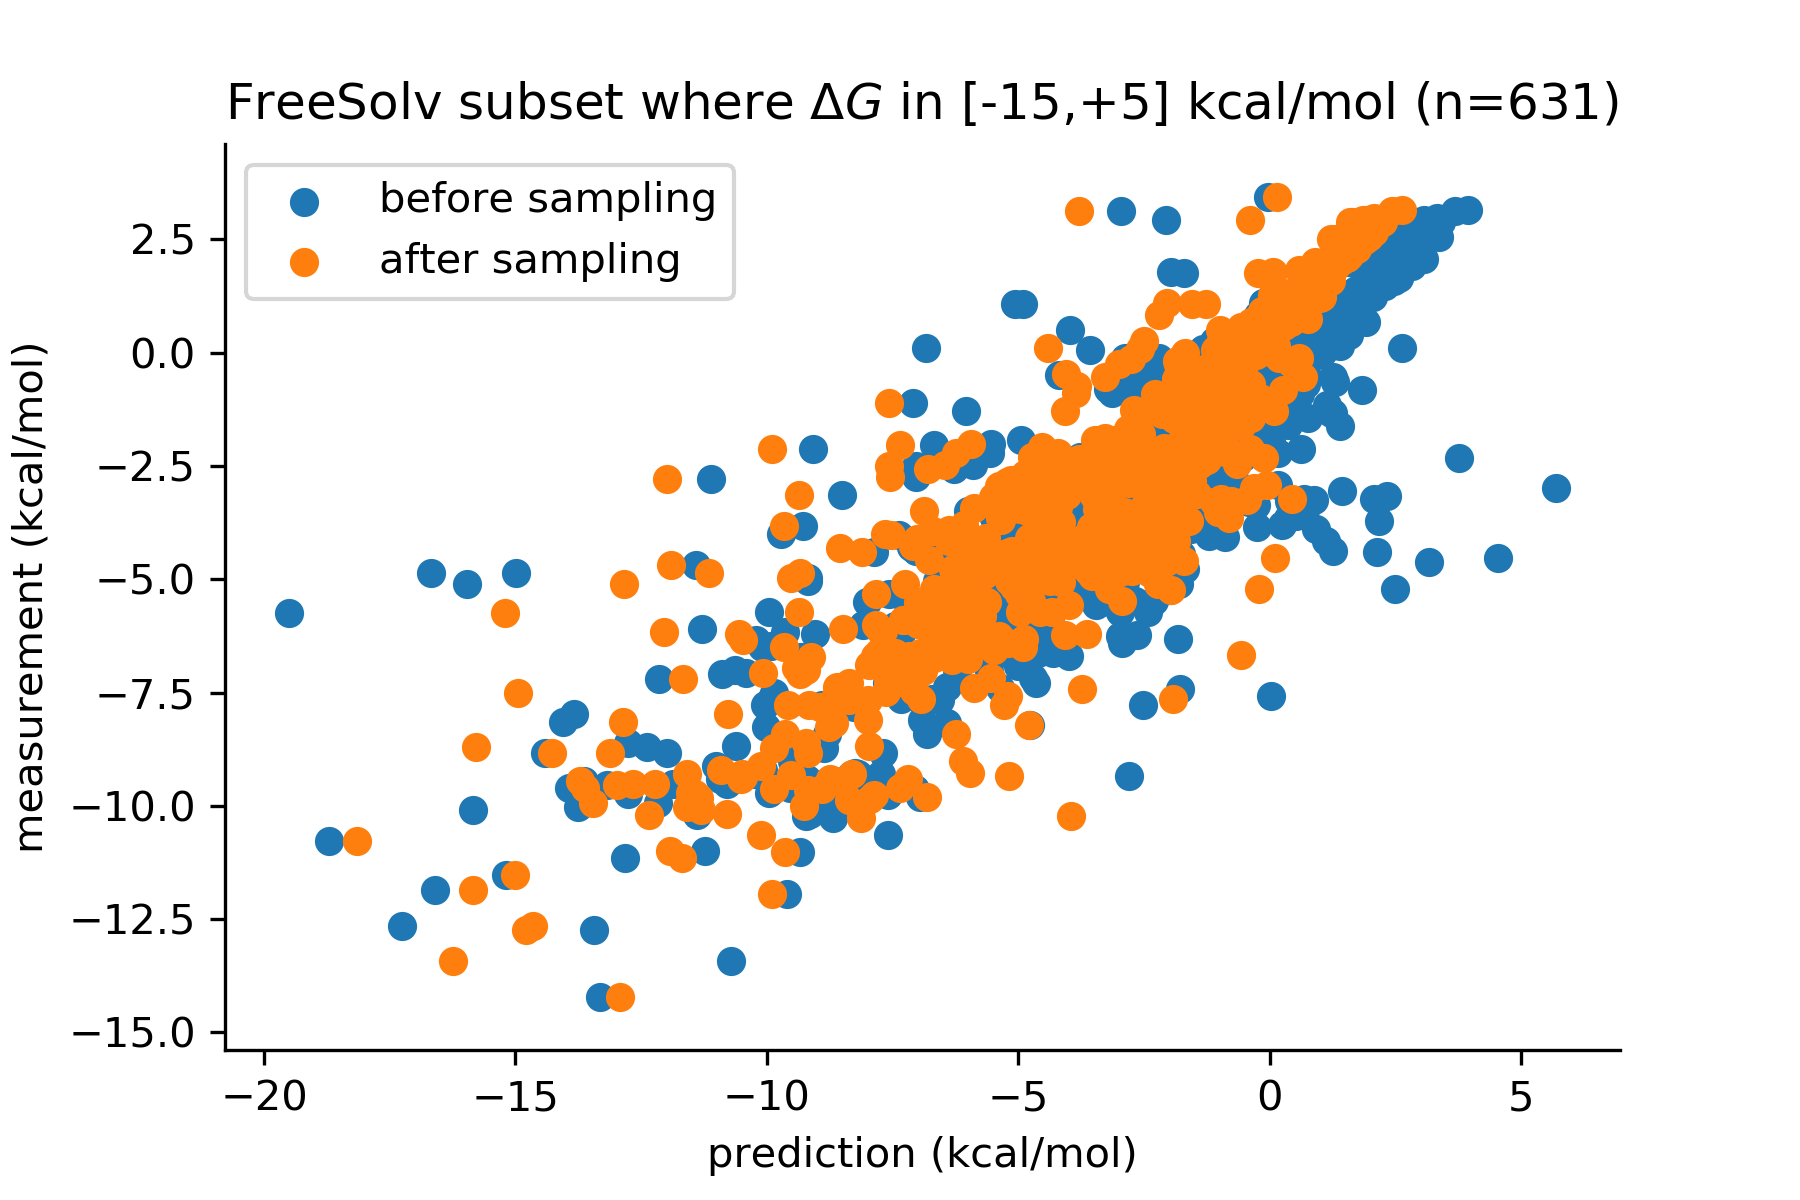 FreeSolv subset where ΔG in [-15,+5] kcal/mol (n=631)
before sampling
after sampling
measurement (kcal/mol)
2.5
0.0
−2.5
−5.0
−7.5
−10.0
−12.5
−15.0
−20 −15 −10 −5 0 5
prediction (kcal/mol)